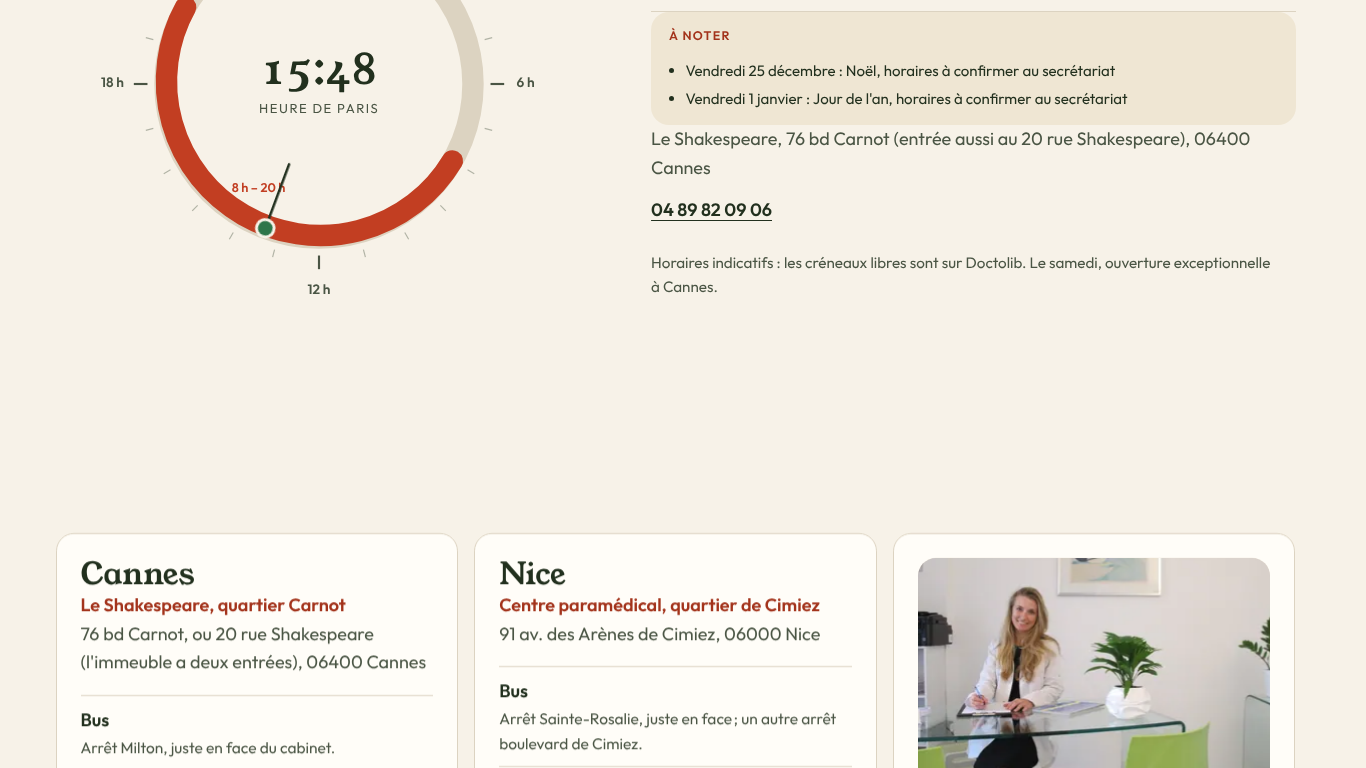 15:48
HEURE DE PARIS
18 h
6 h
8 h – 20 h
12 h
À NOTER
Vendredi 25 décembre : Noël, horaires à confirmer au secrétariat
Vendredi 1 janvier : Jour de l'an, horaires à confirmer au secrétariat
Le Shakespeare, 76 bd Carnot (entrée aussi au 20 rue Shakespeare), 06400
Cannes
04 89 82 09 06
Horaires indicatifs : les créneaux libres sont sur Doctolib. Le samedi, ouverture exceptionnelle
à Cannes.
Cannes
Le Shakespeare, quartier Carnot
76 bd Carnot, ou 20 rue Shakespeare
(l'immeuble a deux entrées), 06400 Cannes
Bus
Arrêt Milton, juste en face du cabinet.
Nice
Centre paramédical, quartier de Cimiez
91 av. des Arènes de Cimiez, 06000 Nice
Bus
Arrêt Sainte-Rosalie, juste en face ; un autre arrêt
boulevard de Cimiez.